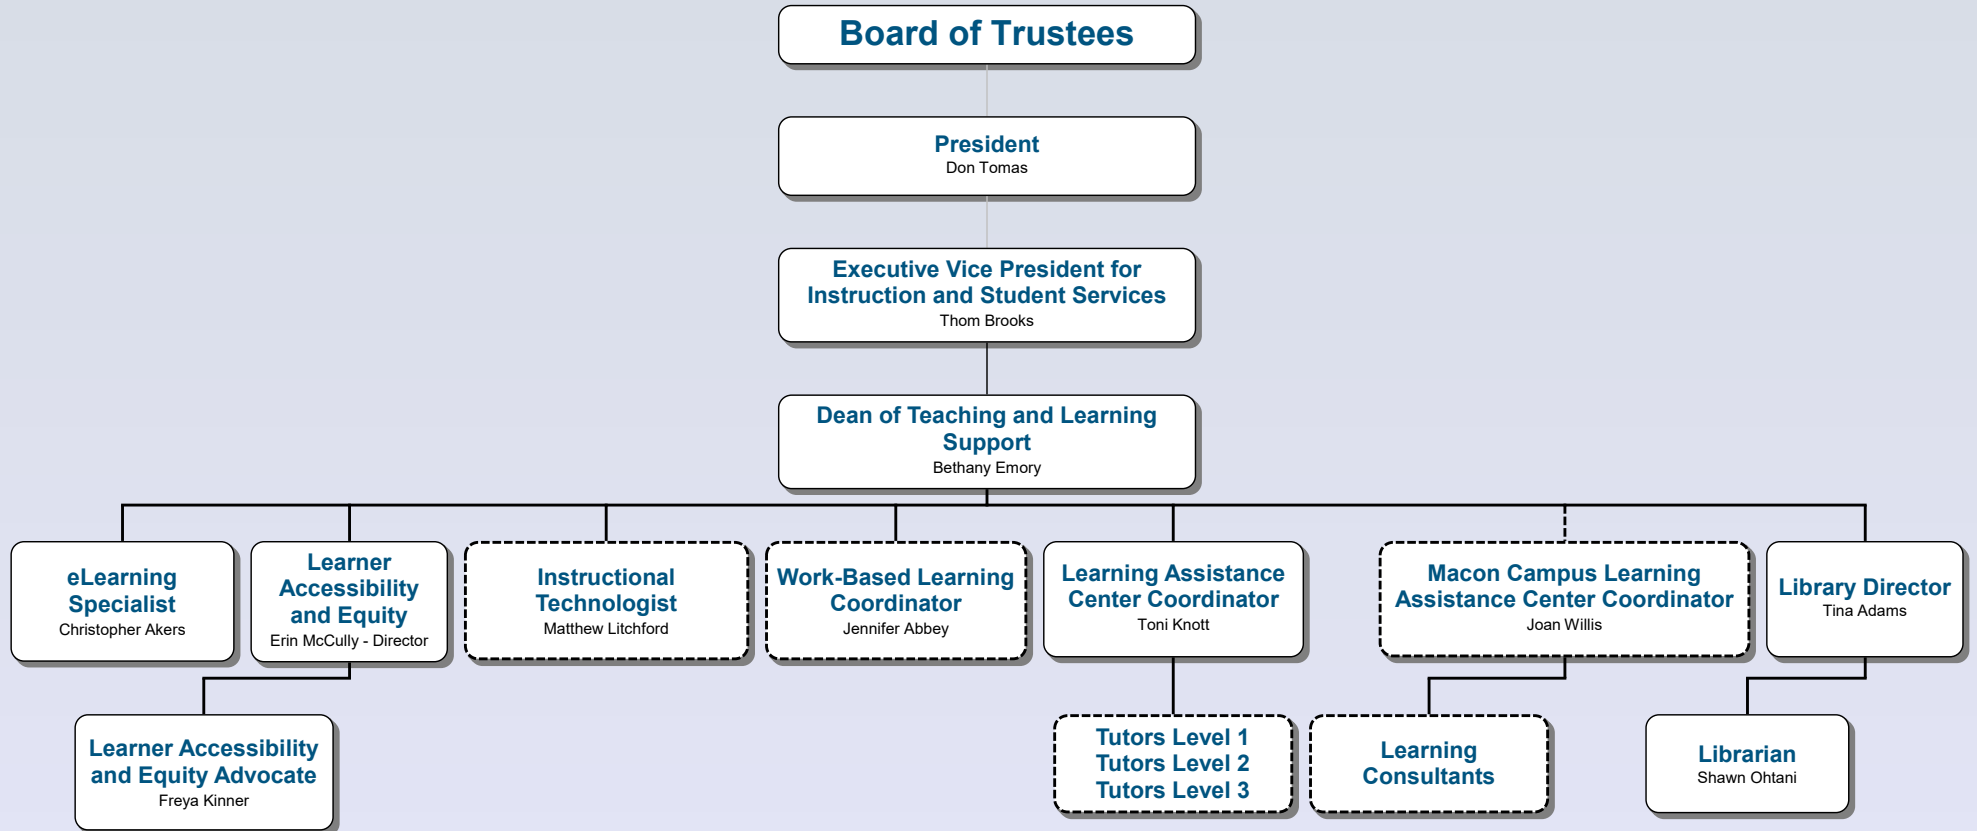 Board of Trustees
President
Don Tomas
Executive Vice President for
Instruction and Student Services
Thom Brooks
Dean of Teaching and Learning
Support
Bethany Emory
eLearning
Specialist
Christopher Akers
Learner
Accessibility
and Equity
Erin McCully - Director
Instructional
Technologist
Matthew Litchford
Work-Based Learning
Coordinator
Jennifer Abbey
Learning Assistance
Center Coordinator
Toni Knott
Macon Campus Learning
Assistance Center Coordinator
Joan Willis
Library Director
Tina Adams
Learner Accessibility
and Equity Advocate
Freya Kinner
Tutors Level 1
Tutors Level 2
Tutors Level 3
Learning
Consultants
Librarian
Shawn Ohtani